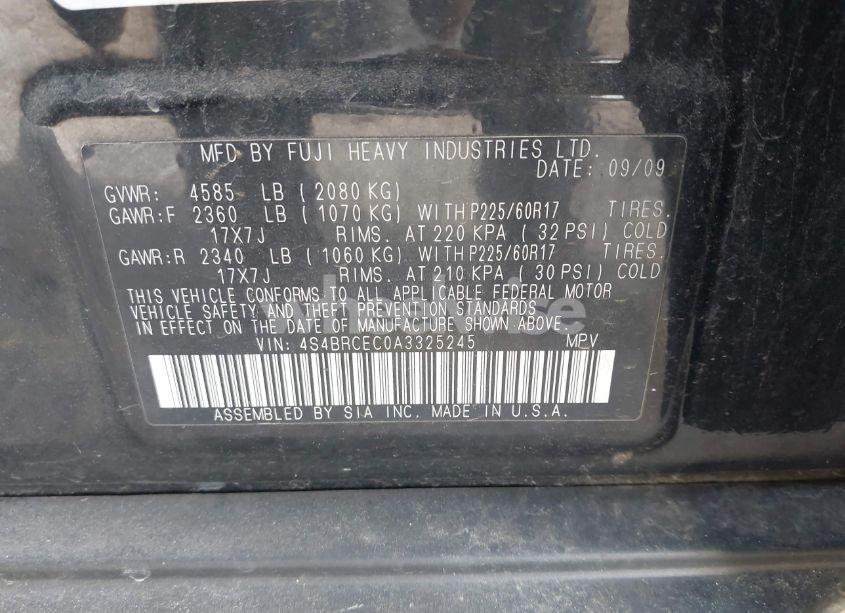 MFD BY FUJI HEAVY INDUSTRIES LTD.
DATE: 09/09
GVWR: 4585 LB (2080 KG)
GAWR:F 2360 LB (1070 KG) WITH P225/60R17 TIRES,
17X7J RIMS, AT 220 KPA (32 PSI) COLD
GAWR:R 2340 LB (1060 KG) WITH P225/60R17 TIRES,
17X7J RIMS, AT 210 KPA (30 PSI) COLD
THIS VEHICLE CONFORMS TO ALL APPLICABLE FEDERAL MOTOR
VEHICLE SAFETY AND THEFT PREVENTION STANDARDS
IN EFFECT ON THE DATE OF MANUFACTURE SHOWN ABOVE.
VIN: 4S4BRCEC0A3325245 MPV
ASSEMBLED BY SIA INC. MADE IN U.S.A.